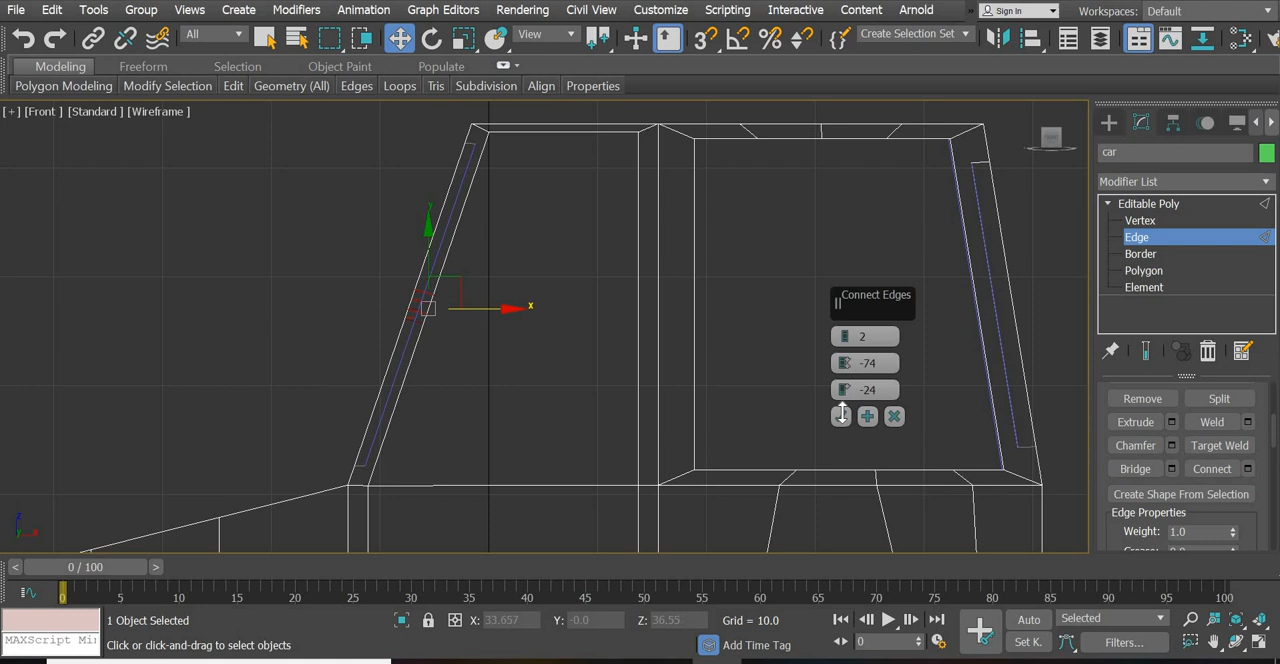 File Edit Tools Group Views Create Modifiers Animation Graph Editors Rendering Civil View Customize Scripting Interactive Content Arnold » Sign In Workspaces: Default
All View 3 Create Selection Set
Modeling Freeform Selection Object Paint Populate
Polygon Modeling Modify Selection Edit Geometry (All) Edges Loops Tris Subdivision Align Properties
[+] [Front ] [Standard ] [Wireframe ]
car
Modifier List
Editable Poly
Vertex
Edge
Border
Polygon
Element
y
x
Connect Edges
2
-74
-24
Remove Split
Extrude Weld
Chamfer Target Weld
Bridge Connect
Create Shape From Selection
Edge Properties
Weight: 1.0
z
x
< 0 / 100 >
0 5 10 15 20 25 30 35 40 45 50 55 60 65 70 75 80 85 90 95 100
1 Object Selected X: 33.657 Y: -0.0 Z: 36.55 Grid = 10.0 Auto Selected
MAXScript Mi Click or click-and-drag to select objects Add Time Tag 0 Set K. Filters...